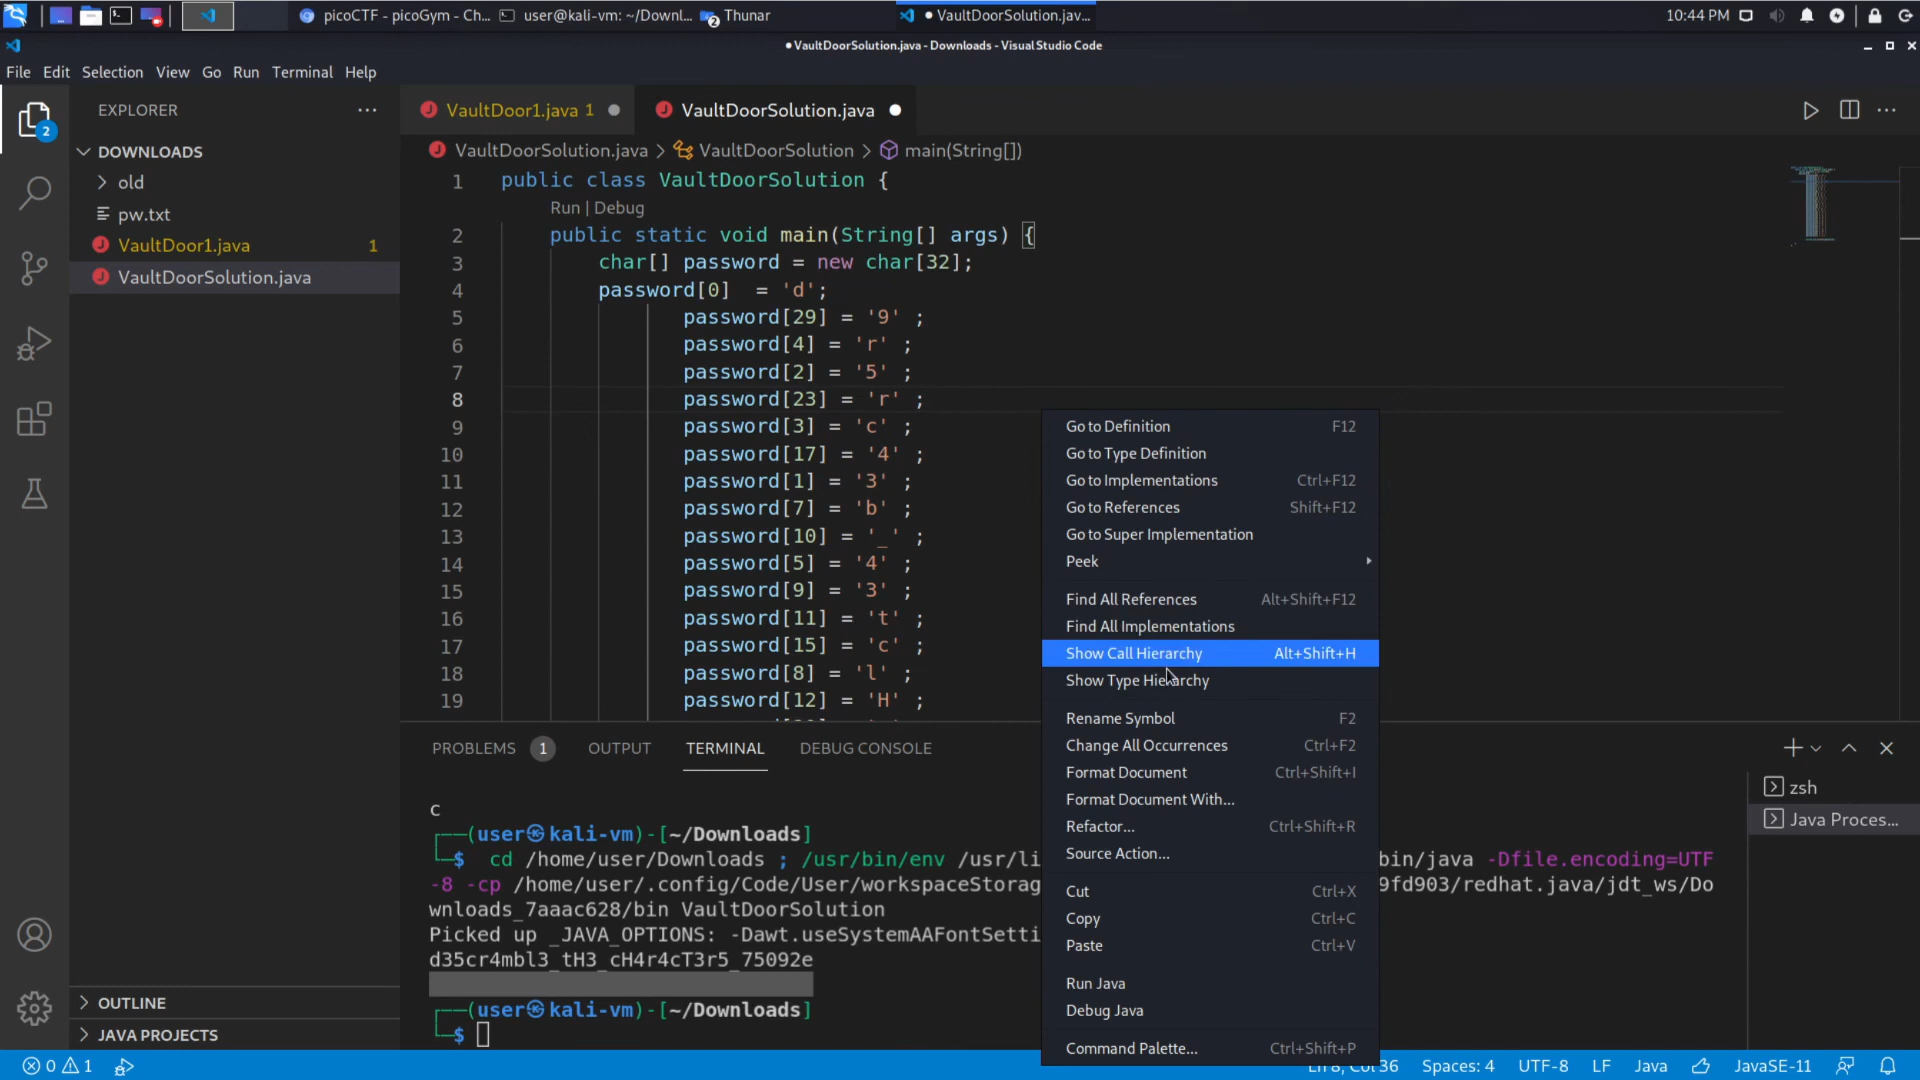 picoCTF - picoGym - Ch...
user@kali-vm: ~/Downl...
2
Thunar
● VaultDoorSolution.jav...
10:44 PM
● VaultDoorSolution.java - Downloads - Visual Studio Code
File Edit Selection View Go Run Terminal Help
2
EXPLORER
DOWNLOADS
old
pw.txt
VaultDoor1.java 1
VaultDoorSolution.java
OUTLINE
JAVA PROJECTS
VaultDoor1.java 1
VaultDoorSolution.java
VaultDoorSolution.java > VaultDoorSolution > main(String[])
1 public class VaultDoorSolution {
Run | Debug
2 public static void main(String[] args) {
3 char[] password = new char[32];
4 password[0]  = 'd';
5 password[29] = '9' ;
6 password[4] = 'r' ;
7 password[2] = '5' ;
8 password[23] = 'r' ;
9 password[3] = 'c' ;
10 password[17] = '4' ;
11 password[1] = '3' ;
12 password[7] = 'b' ;
13 password[10] = '_' ;
14 password[5] = '4' ;
15 password[9] = '3' ;
16 password[11] = 't' ;
17 password[15] = 'c' ;
18 password[8] = 'l' ;
19 password[12] = 'H' ;
Go to Definition F12
Go to Type Definition
Go to Implementations Ctrl+F12
Go to References Shift+F12
Go to Super Implementation
Peek
Find All References Alt+Shift+F12
Find All Implementations
Show Call Hierarchy Alt+Shift+H
Show Type Hierarchy
Rename Symbol F2
Change All Occurrences Ctrl+F2
Format Document Ctrl+Shift+I
Format Document With...
Refactor... Ctrl+Shift+R
Source Action...
Cut Ctrl+X
Copy Ctrl+C
Paste Ctrl+V
Run Java
Debug Java
Command Palette... Ctrl+Shift+P
PROBLEMS 1 OUTPUT TERMINAL DEBUG CONSOLE
zsh
Java Proces...
c
┌──(user㉿kali-vm)-[~/Downloads]
└─$ cd /home/user/Downloads ; /usr/bin/env /usr/li bin/java -Dfile.encoding=UTF
-8 -cp /home/user/.config/Code/User/workspaceStorag 9fd903/redhat.java/jdt_ws/Do
wnloads_7aaac628/bin VaultDoorSolution
Picked up _JAVA_OPTIONS: -Dawt.useSystemAAFontSetti
d35cr4mbl3_tH3_cH4r4cT3r5_75092e
┌──(user㉿kali-vm)-[~/Downloads]
└─$
0 1
Ln 8, Col 36 Spaces: 4 UTF-8 LF Java JavaSE-11